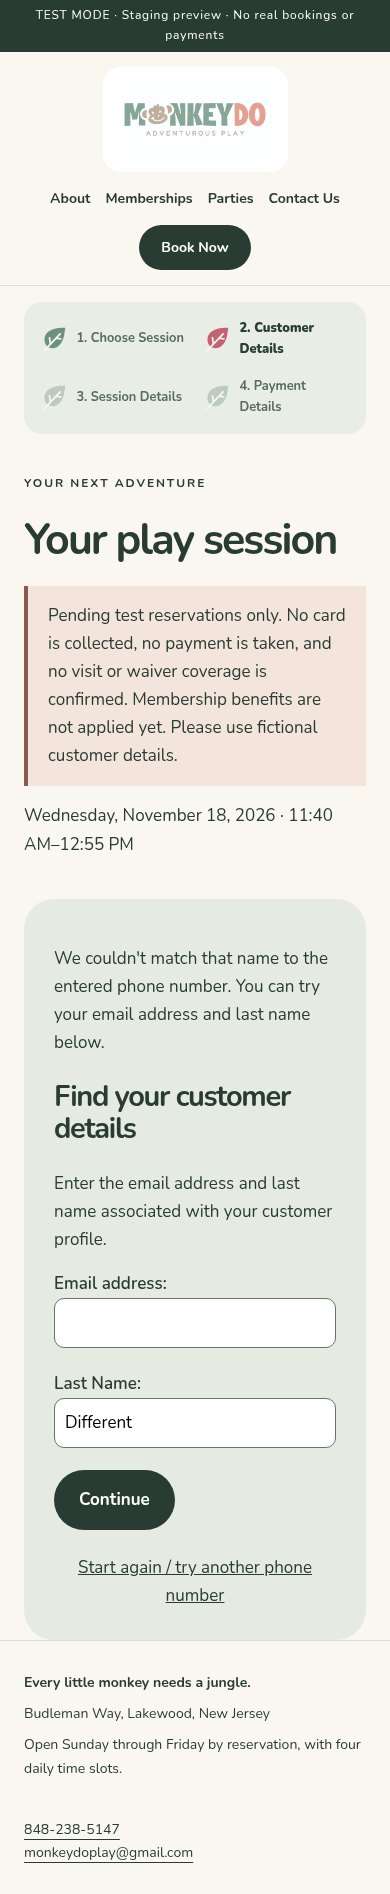 TEST MODE · Staging preview · No real bookings or
payments
MONKEYDO
ADVENTUROUS PLAY
About Memberships Parties Contact Us
Book Now
1. Choose Session
2. Customer
Details
3. Session Details
4. Payment
Details
YOUR NEXT ADVENTURE
Your play session
Pending test reservations only. No card
is collected, no payment is taken, and
no visit or waiver coverage is
confirmed. Membership benefits are
not applied yet. Please use fictional
customer details.
Wednesday, November 18, 2026 · 11:40
AM–12:55 PM
We couldn't match that name to the
entered phone number. You can try
your email address and last name
below.
Find your customer
details
Enter the email address and last
name associated with your customer
profile.
Email address:
Last Name:
Different
Continue
Start again / try another phone
number
Every little monkey needs a jungle.
Budleman Way, Lakewood, New Jersey
Open Sunday through Friday by reservation, with four
daily time slots.
848-238-5147
monkeydoplay@gmail.com